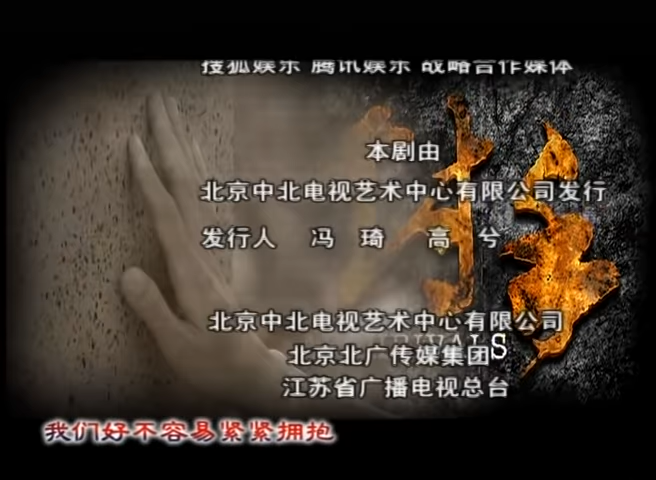 搜狐娱乐 腾讯娱乐 战略合作媒体
本剧由
北京中北电视艺术中心有限公司发行
发行人 冯 琦 高 兮
北京中北电视艺术中心有限公司
RIVALS
北京北广传媒集团
江苏省广播电视总台
我们好不容易紧紧拥抱